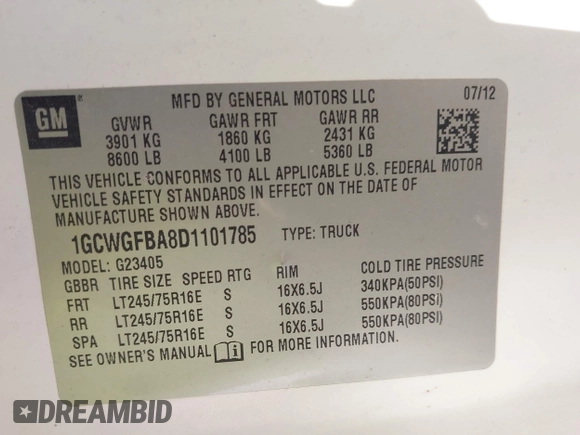 GM
MFD BY GENERAL MOTORS LLC 07/12
GVWR GAWR FRT GAWR RR
3901 KG 1860 KG 2431 KG
8600 LB 4100 LB 5360 LB
THIS VEHICLE CONFORMS TO ALL APPLICABLE U.S. FEDERAL MOTOR
VEHICLE SAFETY STANDARDS IN EFFECT ON THE DATE OF
MANUFACTURE SHOWN ABOVE.
1GCWGFBA8D1101785 TYPE: TRUCK
MODEL: G23405
GBBR TIRE SIZE SPEED RTG RIM COLD TIRE PRESSURE
FRT LT245/75R16E S 16X6.5J 340KPA(50PSI)
RR LT245/75R16E S 16X6.5J 550KPA(80PSI)
SPA LT245/75R16E S 16X6.5J 550KPA(80PSI)
SEE OWNER'S MANUAL FOR MORE INFORMATION.
DREAMBID